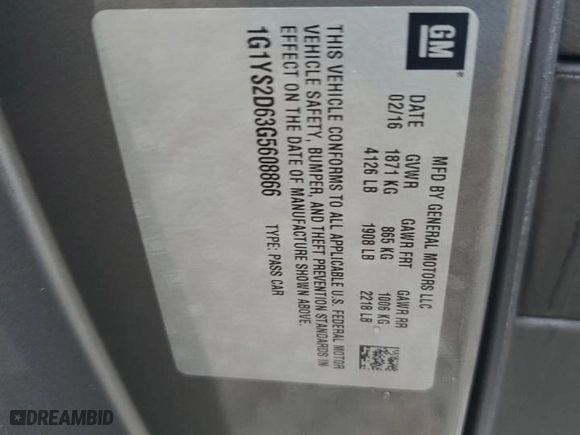 GM
MFD BY GENERAL MOTORS LLC
DATE GVWR GAWR FRT GAWR RR
02/16 1871 KG 865 KG 1006 KG
4126 LB 1908 LB 2218 LB
THIS VEHICLE CONFORMS TO ALL APPLICABLE U.S. FEDERAL MOTOR
VEHICLE SAFETY, BUMPER, AND THEFT PREVENTION STANDARDS IN
EFFECT ON THE DATE OF MANUFACTURE SHOWN ABOVE.
1G1YS2D63G5608866 TYPE: PASS CAR
DREAMBID